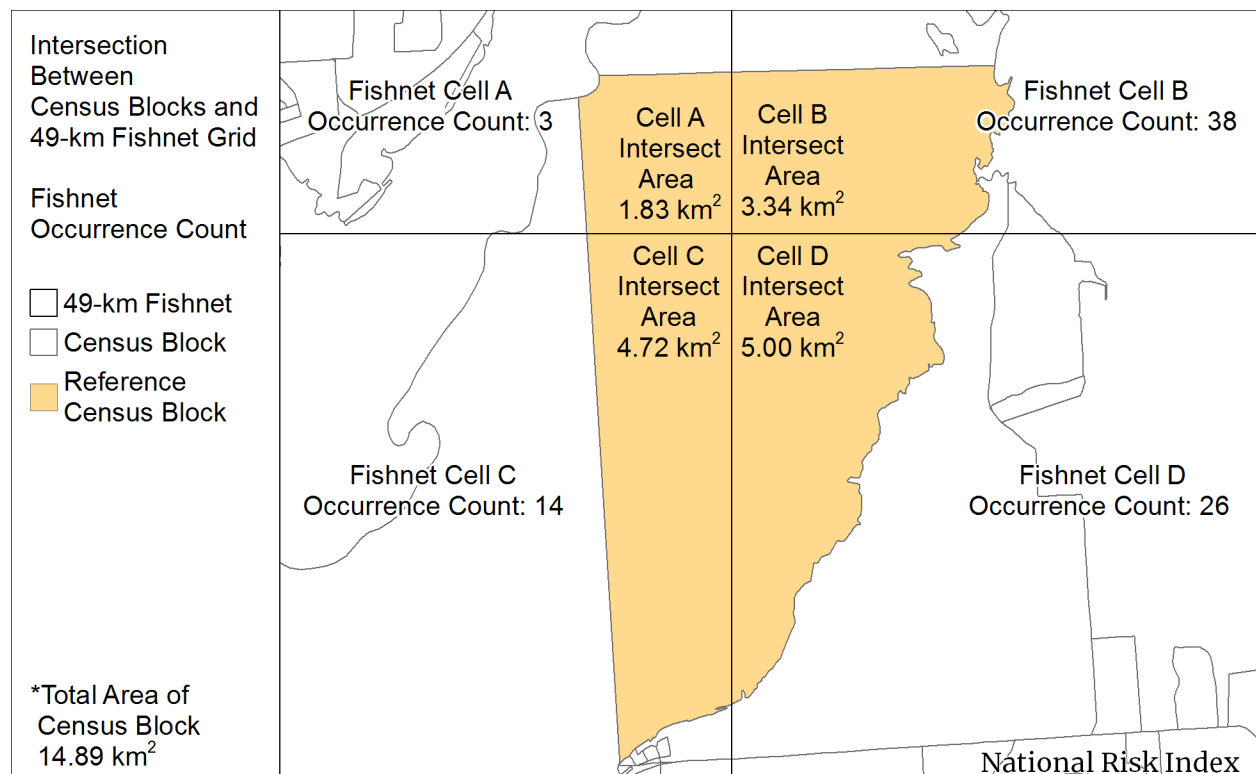 Intersection
Between
Census Blocks and
49-km Fishnet Grid
Fishnet
Occurrence Count
49-km Fishnet
Census Block
Reference
Census Block
*Total Area of
Census Block
14.89 km²
Fishnet Cell A
Occurrence Count: 3
Cell A
Intersect
Area
1.83 km²
Cell B
Intersect
Area
3.34 km²
Fishnet Cell B
Occurrence Count: 38
Cell C
Intersect
Area
4.72 km²
Cell D
Intersect
Area
5.00 km²
Fishnet Cell C
Occurrence Count: 14
Fishnet Cell D
Occurrence Count: 26
National Risk Index